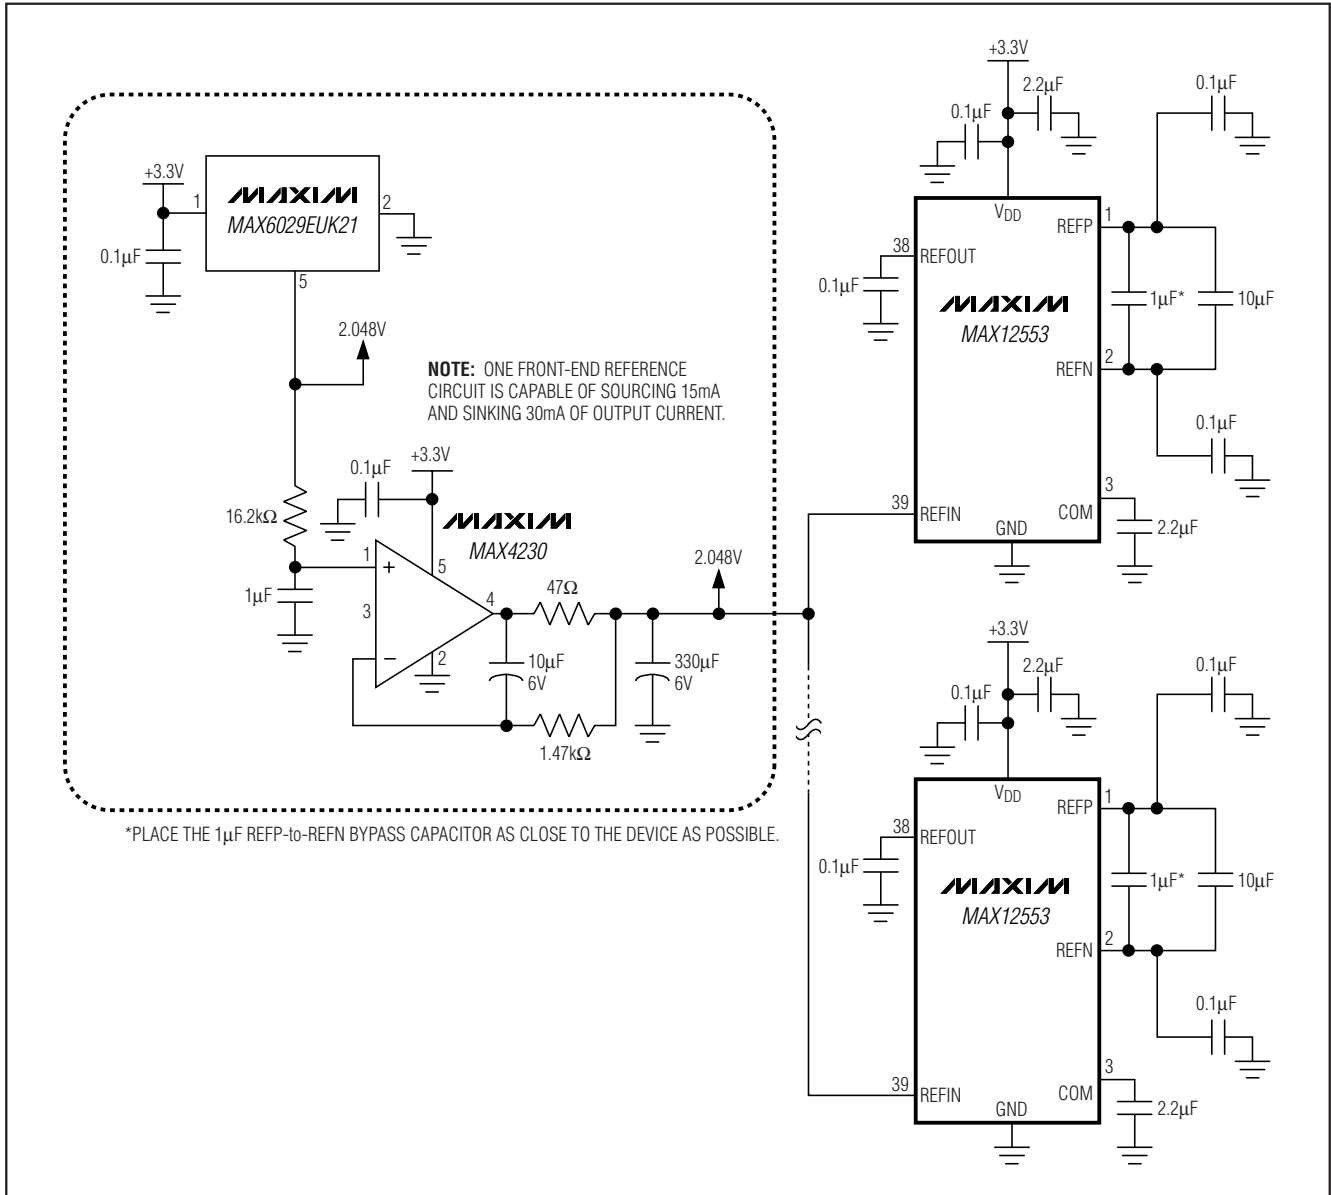 +3.3V
1
MAXIM
MAX6029EUK21
2
0.1µF
5
2.048V
NOTE: ONE FRONT-END REFERENCE
CIRCUIT IS CAPABLE OF SOURCING 15mA
AND SINKING 30mA OF OUTPUT CURRENT.
16.2kΩ
1µF
0.1µF
+3.3V
MAXIM
MAX4230
1
+
5
3
4
−
2
47Ω
10µF
6V
1.47kΩ
330µF
6V
2.048V
*PLACE THE 1µF REFP-to-REFN BYPASS CAPACITOR AS CLOSE TO THE DEVICE AS POSSIBLE.
+3.3V
2.2µF
0.1µF
0.1µF
VDD
REFP
1
38
REFOUT
0.1µF
MAXIM
MAX12553
1µF*
10µF
REFN
2
0.1µF
3
COM
2.2µF
39
REFIN
GND
+3.3V
2.2µF
0.1µF
0.1µF
VDD
REFP
1
38
REFOUT
0.1µF
MAXIM
MAX12553
1µF*
10µF
REFN
2
0.1µF
3
COM
2.2µF
39
REFIN
GND